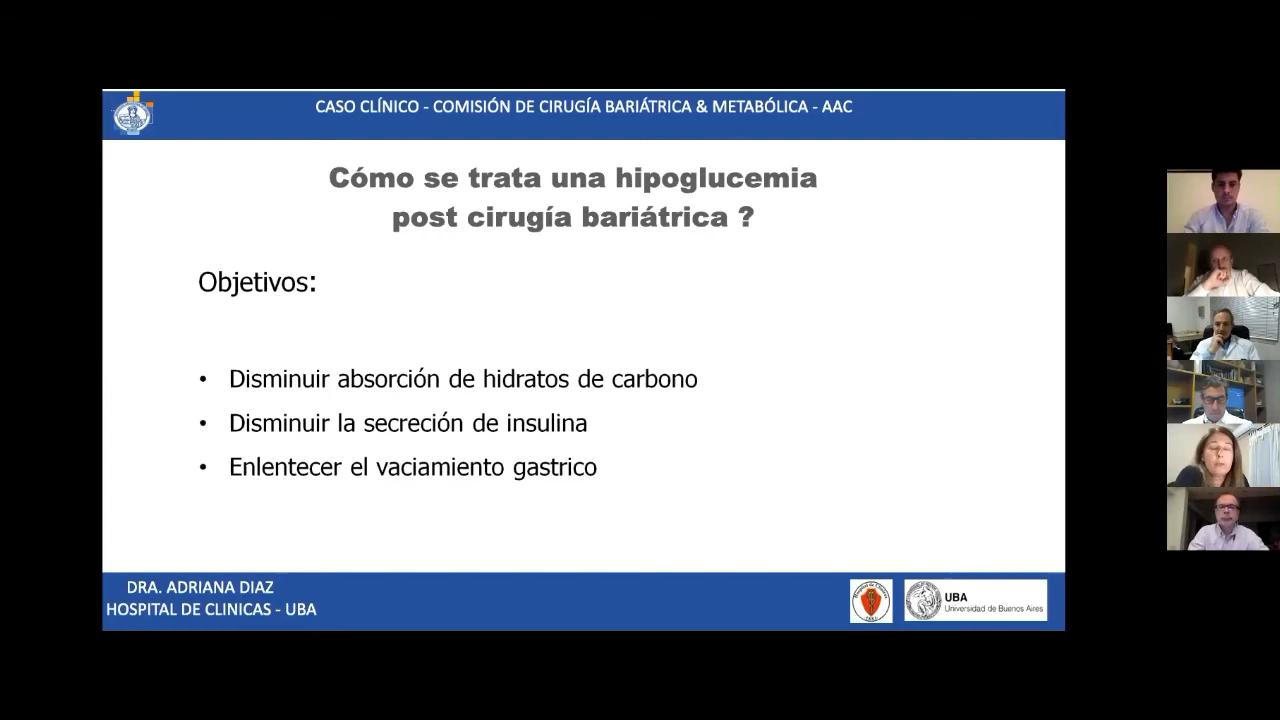 CASO CLÍNICO - COMISIÓN DE CIRUGÍA BARIÁTRICA & METABÓLICA - AAC
Cómo se trata una hipoglucemia
post cirugía bariátrica ?
Objetivos:
• Disminuir absorción de hidratos de carbono
• Disminuir la secreción de insulina
• Enlentecer el vaciamiento gastrico
DRA. ADRIANA DIAZ
HOSPITAL DE CLINICAS - UBA
UBA
Universidad de Buenos Aires